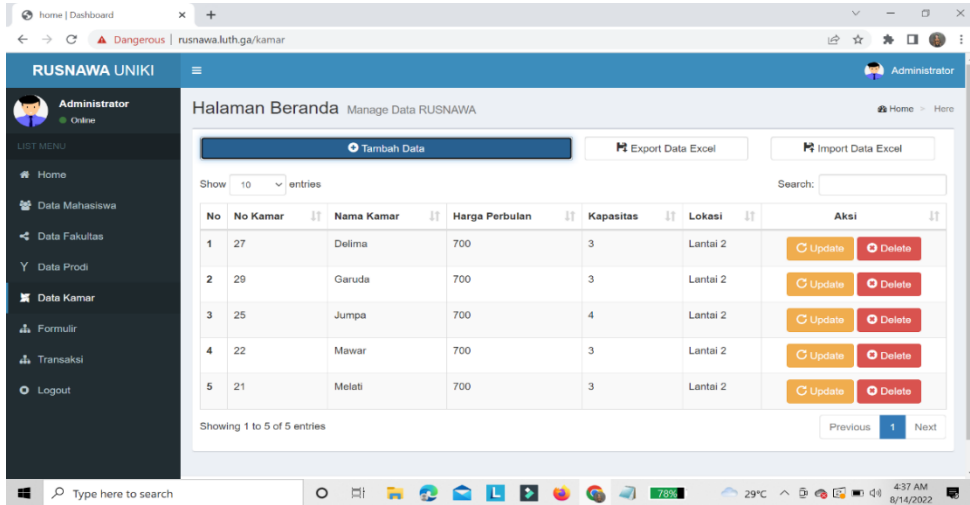 home | Dashboard
Dangerous | rusnawa.luth.ga/kamar
RUSNAWA UNIKI
Administrator
Administrator
Online
Halaman Beranda Manage Data RUSNAWA
Home > Here
LIST MENU
Home
Data Mahasiswa
Data Fakultas
Data Prodi
Data Kamar
Formulir
Transaksi
Logout
Tambah Data
Export Data Excel
Import Data Excel
Show 10 entries
Search:
No No Kamar Nama Kamar Harga Perbulan Kapasitas Lokasi Aksi
1 27 Delima 700 3 Lantai 2 Update Delete
2 29 Garuda 700 3 Lantai 2 Update Delete
3 25 Jumpa 700 4 Lantai 2 Update Delete
4 22 Mawar 700 3 Lantai 2 Update Delete
5 21 Melati 700 3 Lantai 2 Update Delete
Showing 1 to 5 of 5 entries
Previous 1 Next
Type here to search
L
78%
29°C
4:37 AM
8/14/2022